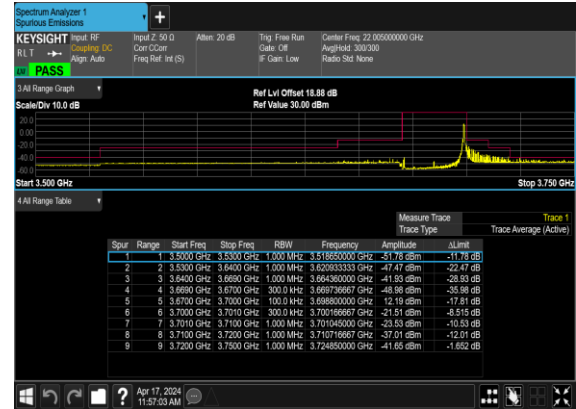 Spectrum Analyzer 1
Spurious Emissions
+
KEYSIGHT Input: RF Input Z: 50 Ω Atten: 20 dB Trig: Free Run Center Freq: 22.005000000 GHz
RLT Coupling: DC Corr CCorr Gate: Off Avg|Hold: 300/300
Align: Auto Freq Ref: Int (S) IF Gain: Low Radio Std: None
PASS
3 All Range Graph
Ref Lvl Offset 18.88 dB
Scale/Div 10.0 dB Ref Value 30.00 dBm
20.0
0.00
-20.0
-40.0
-60.0
Start 3.500 GHz Stop 3.750 GHz
4 All Range Table
Measure Trace Trace 1
Trace Type Trace Average (Active)
Spur Range Start Freq Stop Freq RBW Frequency Amplitude ΔLimit
1 1 3.5000 GHz 3.5300 GHz 1.000 MHz 3.518650000 GHz -51.78 dBm -11.78 dB
2 2 3.5300 GHz 3.6400 GHz 1.000 MHz 3.620933333 GHz -47.47 dBm -22.47 dB
3 3 3.6400 GHz 3.6690 GHz 1.000 MHz 3.664360000 GHz -41.93 dBm -28.93 dB
4 4 3.6690 GHz 3.6700 GHz 300.0 kHz 3.669736667 GHz -48.98 dBm -35.98 dB
5 5 3.6700 GHz 3.7000 GHz 100.0 kHz 3.698800000 GHz 12.19 dBm -17.81 dB
6 6 3.7000 GHz 3.7010 GHz 300.0 kHz 3.700166667 GHz -21.51 dBm -8.515 dB
7 7 3.7010 GHz 3.7100 GHz 1.000 MHz 3.701045000 GHz -23.53 dBm -10.53 dB
8 8 3.7100 GHz 3.7200 GHz 1.000 MHz 3.710716667 GHz -37.01 dBm -12.01 dB
9 9 3.7200 GHz 3.7500 GHz 1.000 MHz 3.724850000 GHz -41.65 dBm -1.652 dB
? Apr 17, 2024
11:57:03 AM